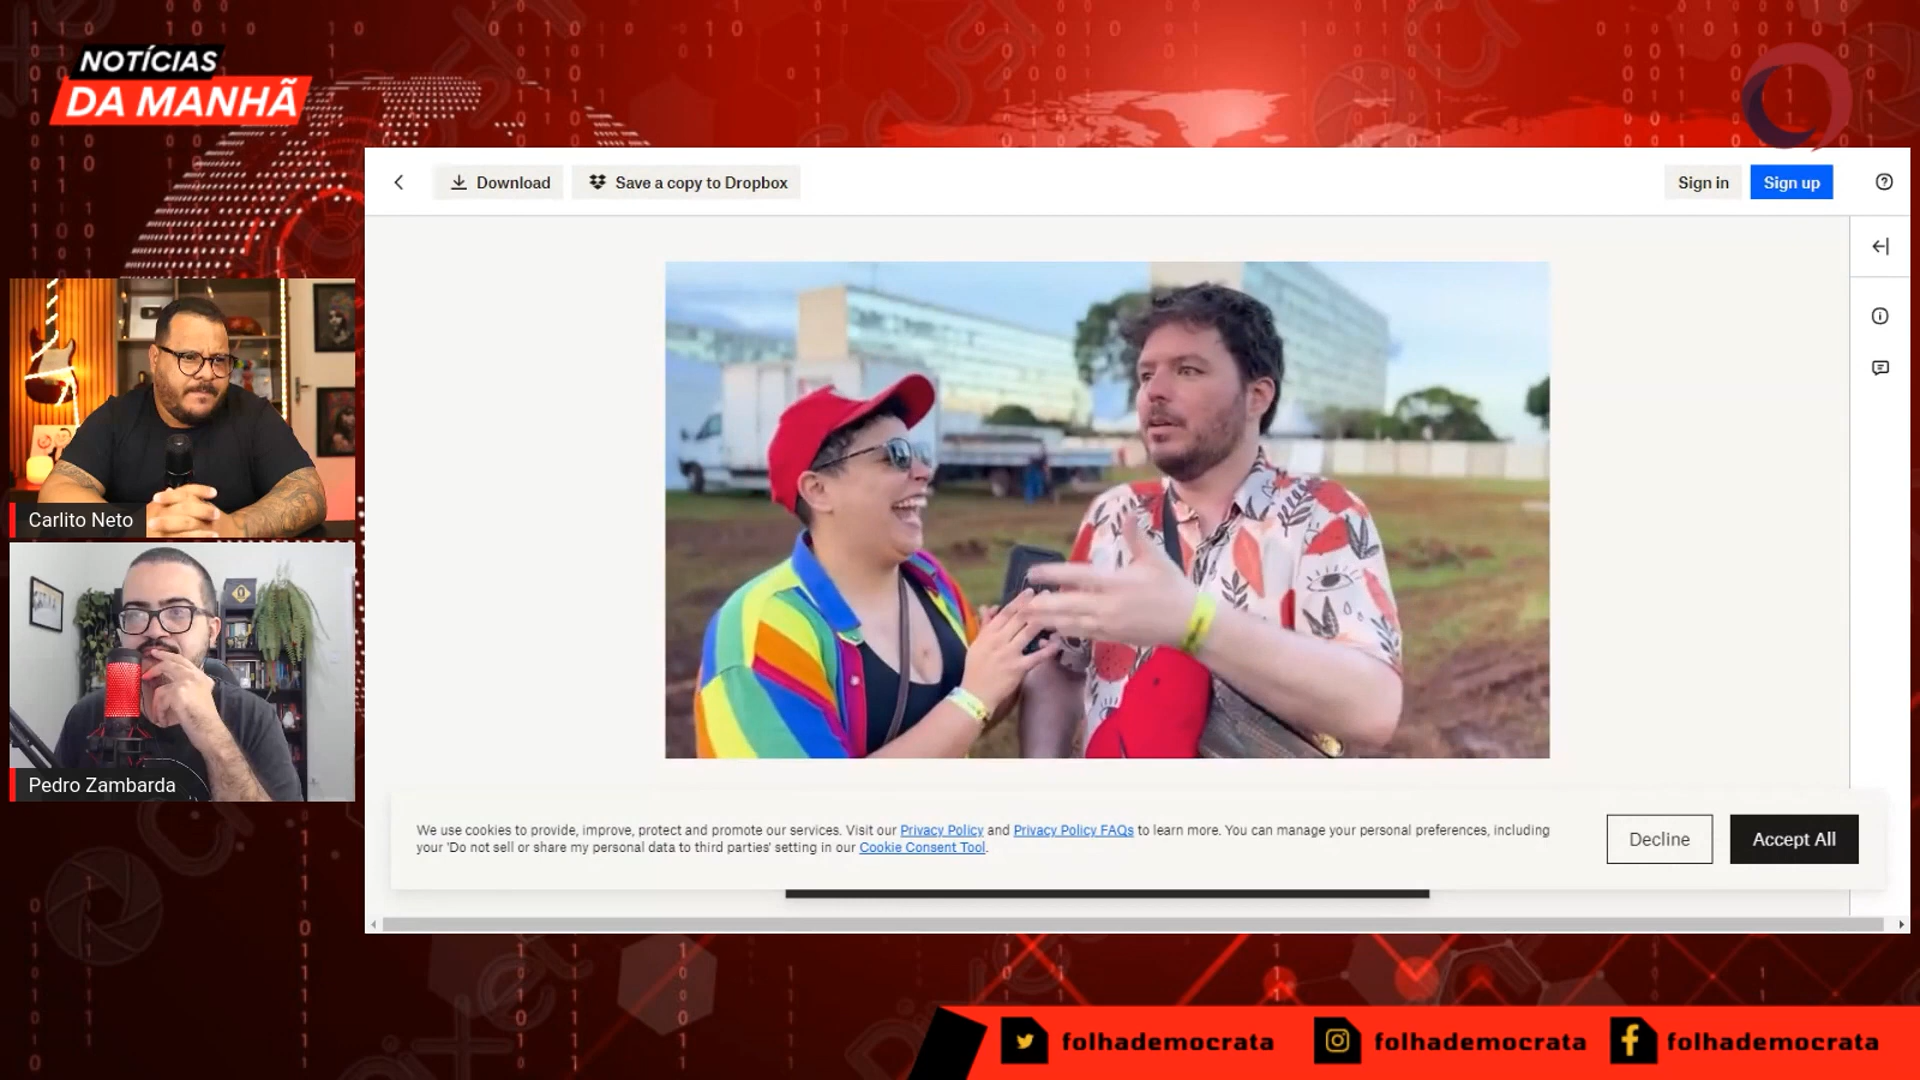 NOTÍCIAS
DA MANHÃ
Download
Save a copy to Dropbox
Sign in
Sign up
Carlito Neto
Pedro Zambarda
We use cookies to provide, improve, protect and promote our services. Visit our Privacy Policy and Privacy Policy FAQs to learn more. You can manage your personal preferences, including
your 'Do not sell or share my personal data to third parties' setting in our Cookie Consent Tool.
Decline
Accept All
folhademocrata
folhademocrata
folhademocrata